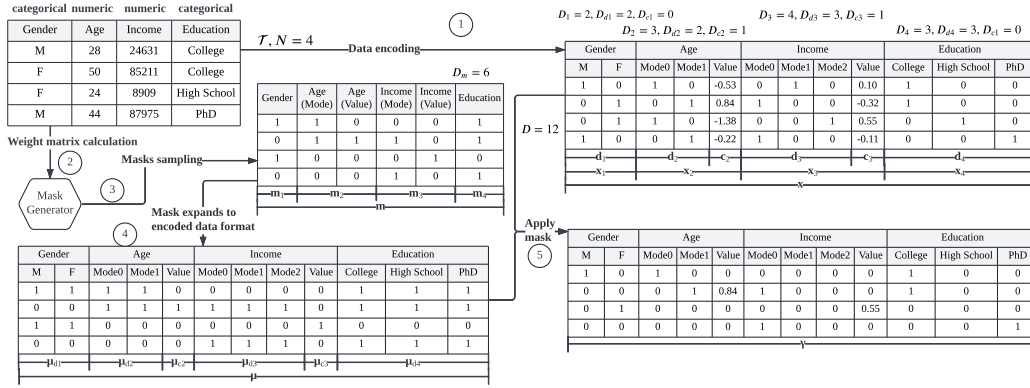 categorical numeric numeric categorical
Gender Age Income Education
M 28 24631 College
F 50 85211 College
F 24 8909 High School
M 44 87975 PhD
𝒯, N = 4
1
Data encoding
D₁ = 2, D_d1 = 2, D_c1 = 0
D₂ = 3, D_d2 = 2, D_c2 = 1
D₃ = 4, D_d3 = 3, D_c3 = 1
D₄ = 3, D_d4 = 3, D_c1 = 0
Gender Age Income Education
M F Mode0 Mode1 Value Mode0 Mode1 Mode2 Value College High School PhD
1 0 1 0 -0.53 0 1 0 0.10 1 0 0
0 1 0 1 0.84 1 0 0 -0.32 1 0 0
0 1 1 0 -1.38 0 0 1 0.55 0 1 0
1 0 0 1 -0.22 1 0 0 -0.11 0 0 1
d₁ d₂ c₂ d₃ c₃ d₄
x₁ x₂ x₃ x₄
x
D = 12
Weight matrix calculation
2
Mask Generator
3
Masks sampling
D_m = 6
Gender Age (Mode) Age (Value) Income (Mode) Income (Value) Education
1 1 0 0 0 1
0 1 1 1 0 1
1 0 0 0 1 0
0 0 0 1 0 1
m₁ m₂ m₃ m₄
m
Mask expands to
encoded data format
4
Gender Age Income Education
M F Mode0 Mode1 Value Mode0 Mode1 Mode2 Value College High School PhD
1 1 1 1 0 0 0 0 0 1 1 1
0 0 1 1 1 1 1 1 0 1 1 1
1 1 0 0 0 0 0 0 1 0 0 0
0 0 0 0 0 1 1 1 0 1 1 1
μ_d1 μ_d2 μ_c2 μ_d3 μ_c3 μ_d4
μ
Apply
mask
5
Gender Age Income Education
M F Mode0 Mode1 Value Mode0 Mode1 Mode2 Value College High School PhD
1 0 1 0 0 0 0 0 0 1 0 0
0 0 0 1 0.84 1 0 0 0 1 0 0
0 1 0 0 0 0 0 0 0.55 0 0 0
0 0 0 0 0 1 0 0 0 0 0 1
y